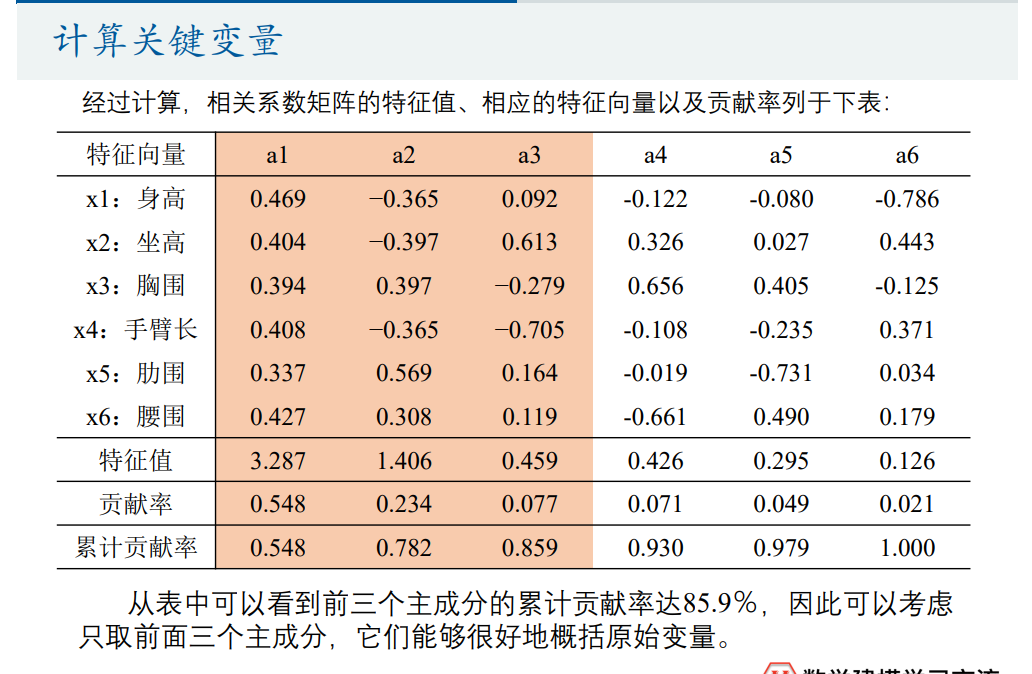 计算关键变量
经过计算，相关系数矩阵的特征值、相应的特征向量以及贡献率列于下表：
特征向量 a1 a2 a3 a4 a5 a6
x1：身高 0.469 −0.365 0.092 -0.122 -0.080 -0.786
x2：坐高 0.404 −0.397 0.613 0.326 0.027 0.443
x3：胸围 0.394 0.397 −0.279 0.656 0.405 -0.125
x4：手臂长 0.408 −0.365 −0.705 -0.108 -0.235 0.371
x5：肋围 0.337 0.569 0.164 -0.019 -0.731 0.034
x6：腰围 0.427 0.308 0.119 -0.661 0.490 0.179
特征值 3.287 1.406 0.459 0.426 0.295 0.126
贡献率 0.548 0.234 0.077 0.071 0.049 0.021
累计贡献率 0.548 0.782 0.859 0.930 0.979 1.000
从表中可以看到前三个主成分的累计贡献率达85.9%，因此可以考虑
只取前面三个主成分，它们能够很好地概括原始变量。